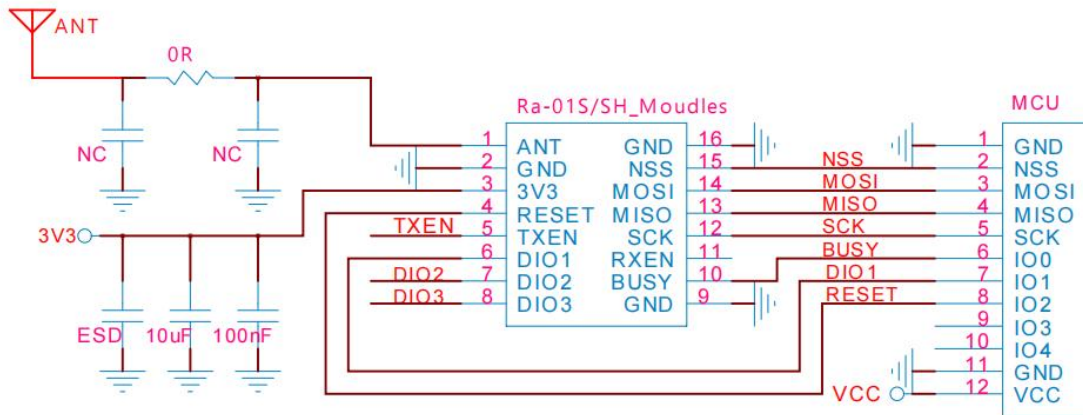 ANT
0R
NC
NC
3V3
ESD
10uF
100nF
Ra-01S/SH_Moudles
1 ANT GND 16
2 GND NSS 15
3 3V3 MOSI 14
4 RESET MISO 13
TXEN 5 TXEN SCK 12
6 DIO1 RXEN 11
DIO2 7 DIO2 BUSY 10
DIO3 8 DIO3 GND 9
NSS
MOSI
MISO
SCK
BUSY
DIO1
RESET
VCC
MCU
1 GND
2 NSS
3 MOSI
4 MISO
5 SCK
6 IO0
7 IO1
8 IO2
9 IO3
10 IO4
11 GND
12 VCC